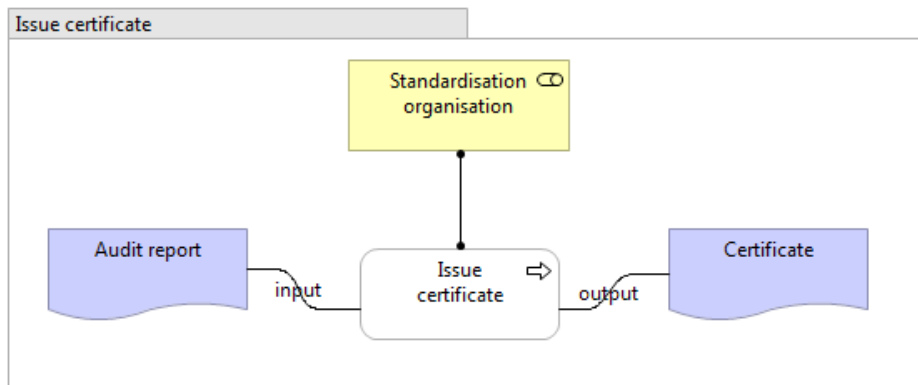 Issue certificate
Standardisation
organisation
Audit report
Issue
certificate
Certificate
input
output